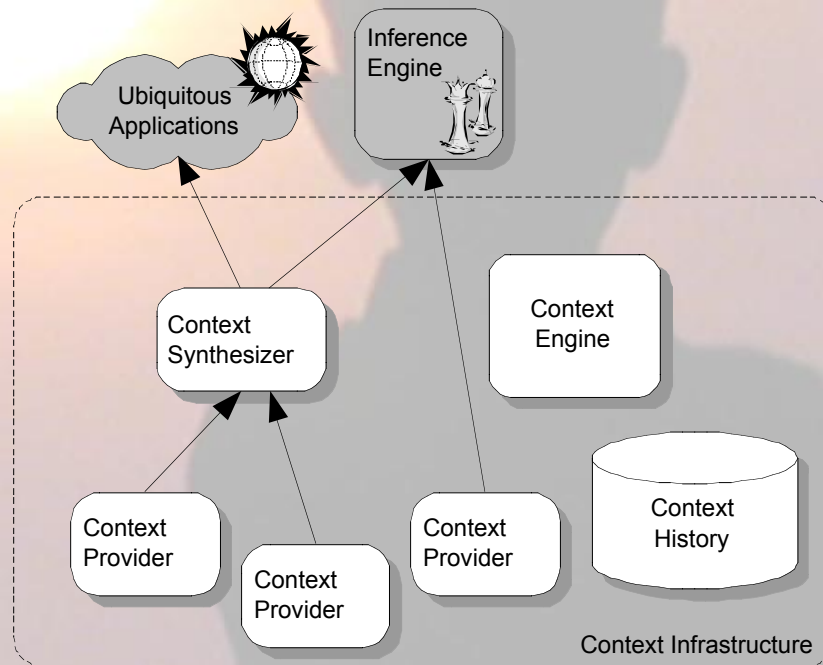 Ubiquitous
Applications
Inference
Engine
Context
Synthesizer
Context
Engine
Context
Provider
Context
Provider
Context
Provider
Context
History
Context Infrastructure